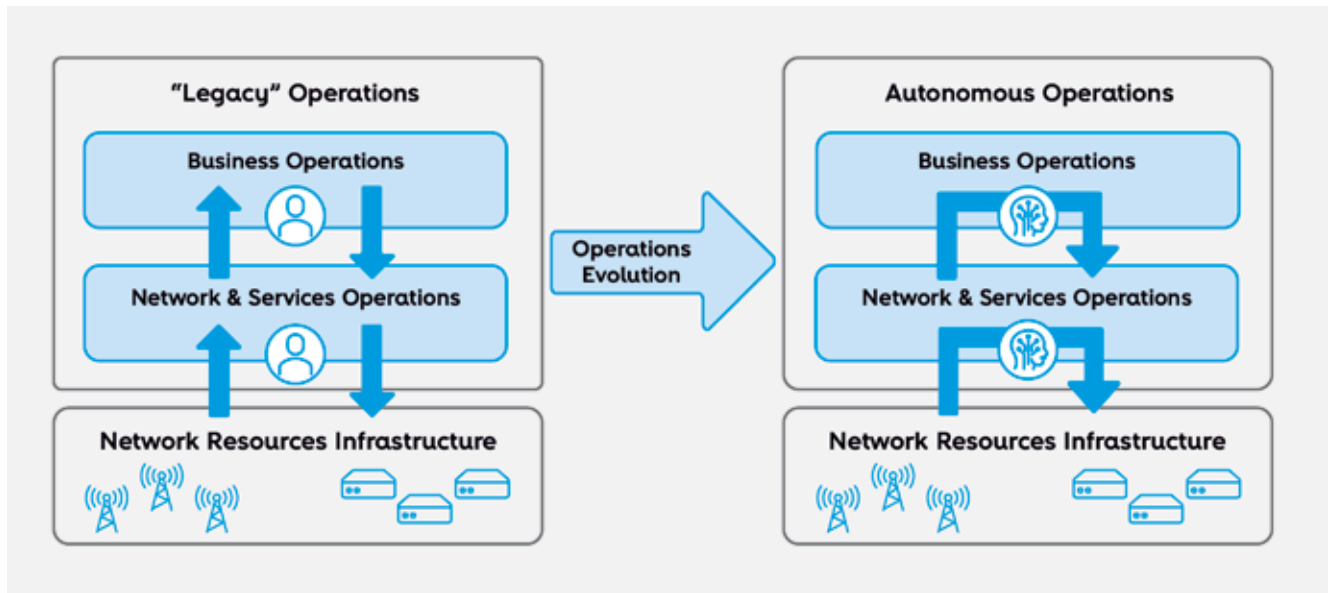 “Legacy” Operations
Business Operations
Network & Services Operations
Network Resources Infrastructure
Operations
Evolution
Autonomous Operations
Business Operations
Network & Services Operations
Network Resources Infrastructure